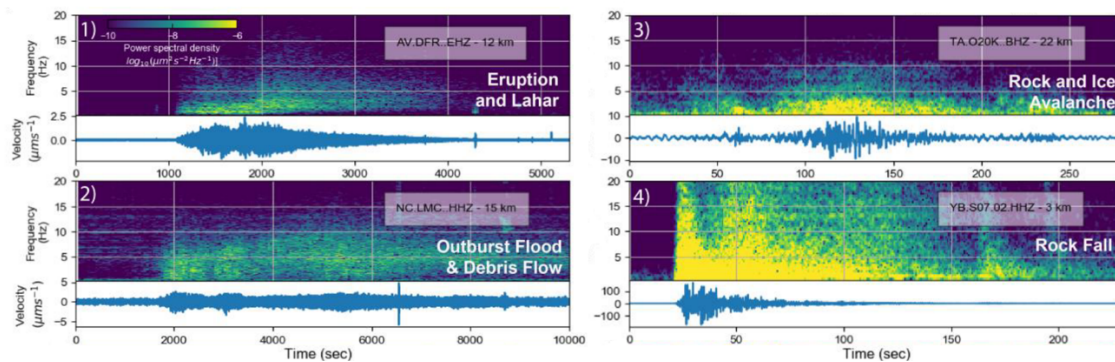 1)
20
15
10
5
Frequency
(Hz)
−10 −8 −6
Power spectral density
log₁₀(μm²s⁻²Hz⁻¹)]
AV.DFR..EHZ - 12 km
Eruption
and Lahar
2.5
0.0
Velocity
(μms⁻¹)
0 1000 2000 3000 4000 5000
2)
20
15
10
5
Frequency
(Hz)
NC.LMC..HHZ - 15 km
Outburst Flood
& Debris Flow
5
0
−5
Velocity
(μms⁻¹)
0 2000 4000 6000 8000 10000
Time (sec)
3)
20
15
10
5
TA.O20K..BHZ - 22 km
Rock and Ice
Avalanche
10
0
−10
0 50 100 150 200 250
4)
20
15
10
5
YB.S07.02.HHZ - 3 km
Rock Fall
100
0
0 50 100 150 200
Time (sec)